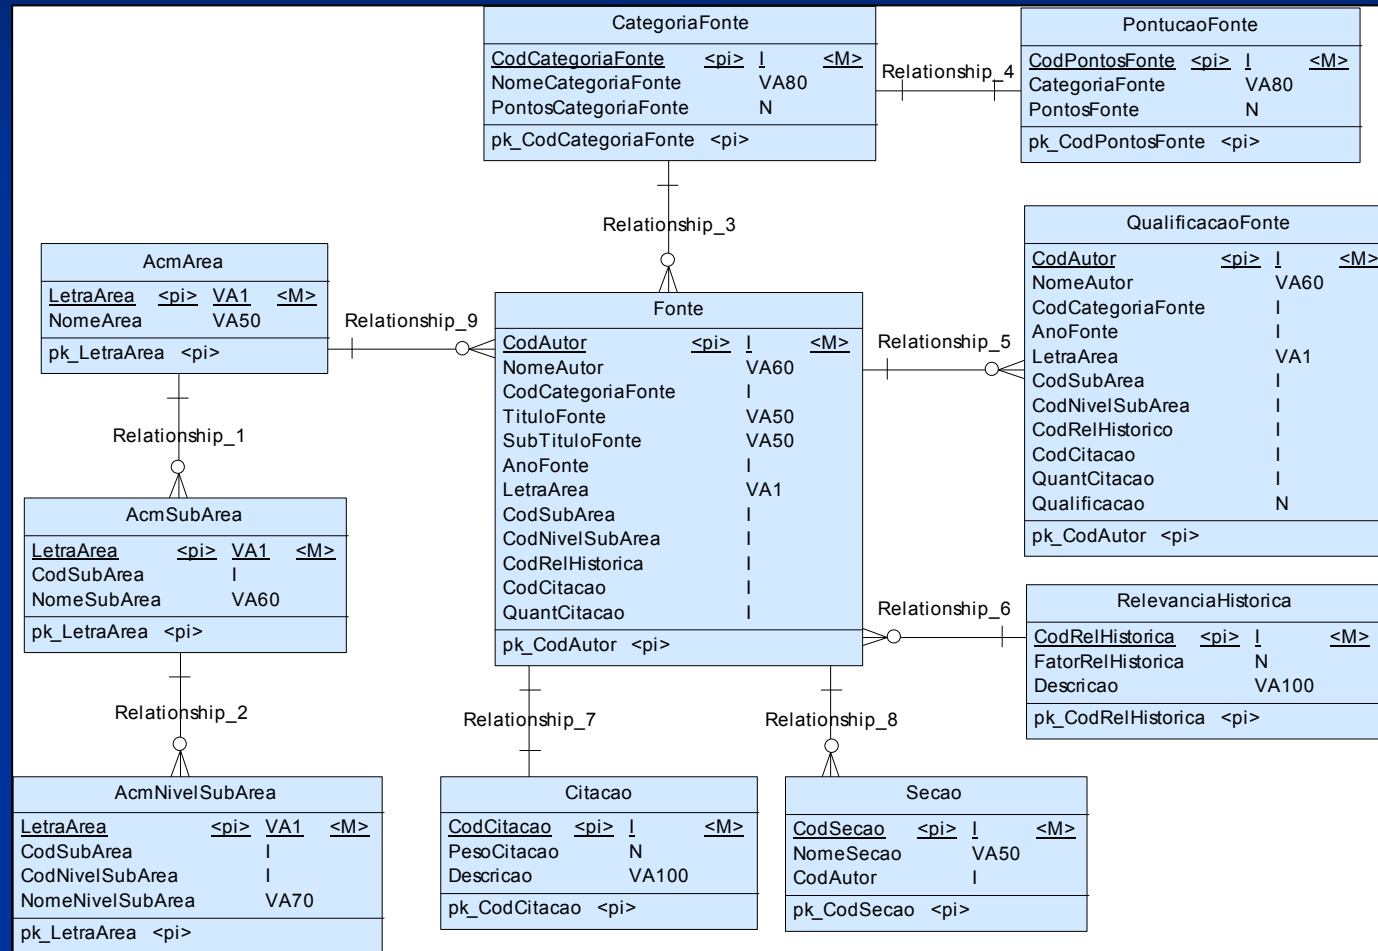 CategoriaFonte
CodCategoriaFonte <pi> I <M>
NomeCategoriaFonte VA80
PontosCategoriaFonte N
pk_CodCategoriaFonte <pi>
Relationship_4
PontucaoFonte
CodPontosFonte <pi> I <M>
CategoriaFonte VA80
PontosFonte N
pk_CodPontosFonte <pi>
Relationship_3
AcmArea
LetraArea <pi> VA1 <M>
NomeArea VA50
pk_LetraArea <pi>
Relationship_9
Fonte
CodAutor <pi> I <M>
NomeAutor VA60
CodCategoriaFonte I
TituloFonte VA50
SubTituloFonte VA50
AnoFonte I
LetraArea VA1
CodSubArea I
CodNivelSubArea I
CodRelHistorica I
CodCitacao I
QuantCitacao I
pk_CodAutor <pi>
Relationship_5
QualificacaoFonte
CodAutor <pi> I <M>
NomeAutor VA60
CodCategoriaFonte I
AnoFonte I
LetraArea VA1
CodSubArea I
CodNivelSubArea I
CodRelHistorico I
CodCitacao I
QuantCitacao I
Qualificacao N
pk_CodAutor <pi>
Relationship_1
AcmSubArea
LetraArea <pi> VA1 <M>
CodSubArea I
NomeSubArea VA60
pk_LetraArea <pi>
Relationship_6
RelevanciaHistorica
CodRelHistorica <pi> I <M>
FatorRelHistorica N
Descricao VA100
pk_CodRelHistorica <pi>
Relationship_2
Relationship_7
Relationship_8
AcmNivelSubArea
LetraArea <pi> VA1 <M>
CodSubArea I
CodNivelSubArea I
NomeNivelSubArea VA70
pk_LetraArea <pi>
Citacao
CodCitacao <pi> I <M>
PesoCitacao N
Descricao VA100
pk_CodCitacao <pi>
Secao
CodSecao <pi> I <M>
NomeSecao VA50
CodAutor I
pk_CodSecao <pi>